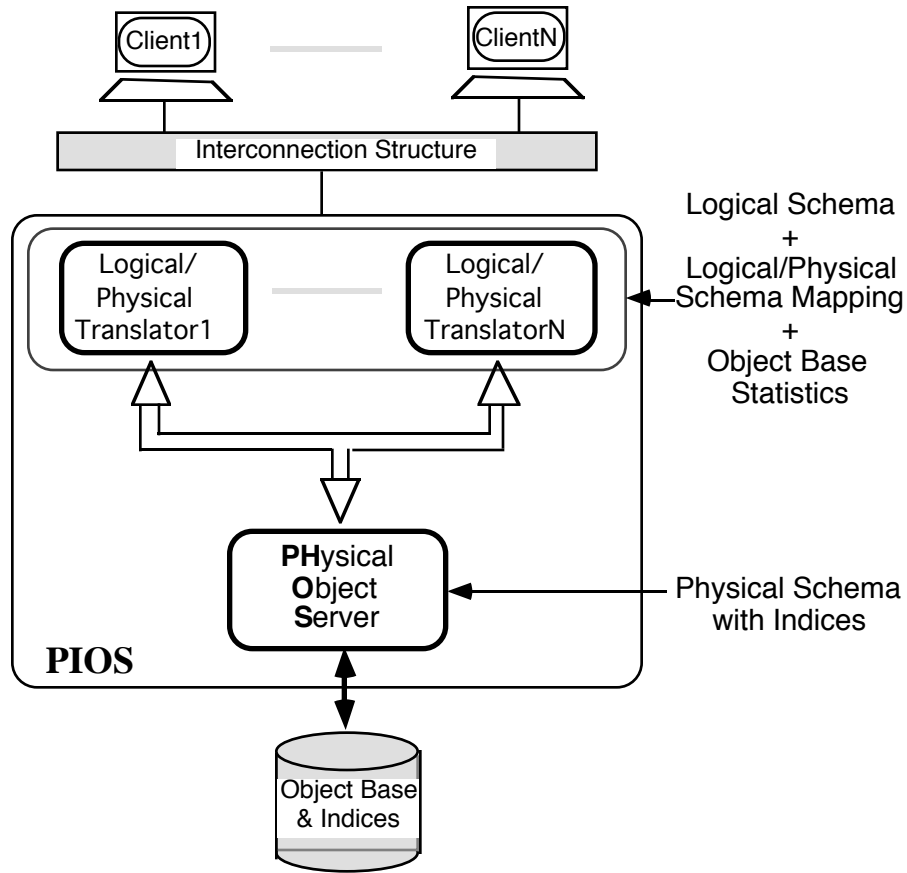 Client1
ClientN
Interconnection Structure
Logical/
Physical
Translator1
Logical/
Physical
TranslatorN
Logical Schema
+
Logical/Physical
Schema Mapping
+
Object Base
Statistics
PHysical
Object
Server
Physical Schema
with Indices
PIOS
Object Base
& Indices